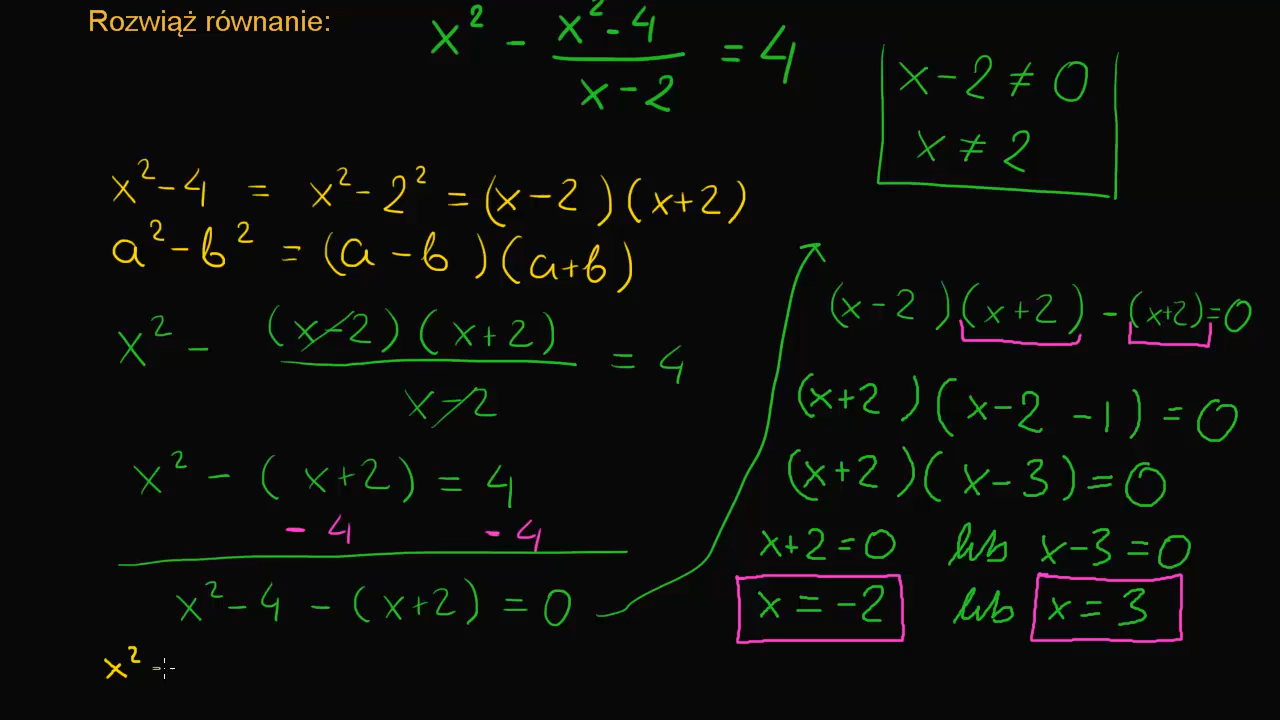 Rozwiąż równanie:
x² - (x²-4)/(x-2) = 4
x-2 ≠ 0
x ≠ 2
x²-4 = x²-2² = (x-2)(x+2)
a²-b² = (a-b)(a+b)
x² - (x-2)(x+2)/(x-2) = 4
x² - (x+2) = 4
-4 -4
x²-4-(x+2) = 0
x² -
(x-2)(x+2)-(x+2)=0
(x+2)(x-2-1)=0
(x+2)(x-3)=0
x+2=0 lub x-3=0
x=-2 lub x=3